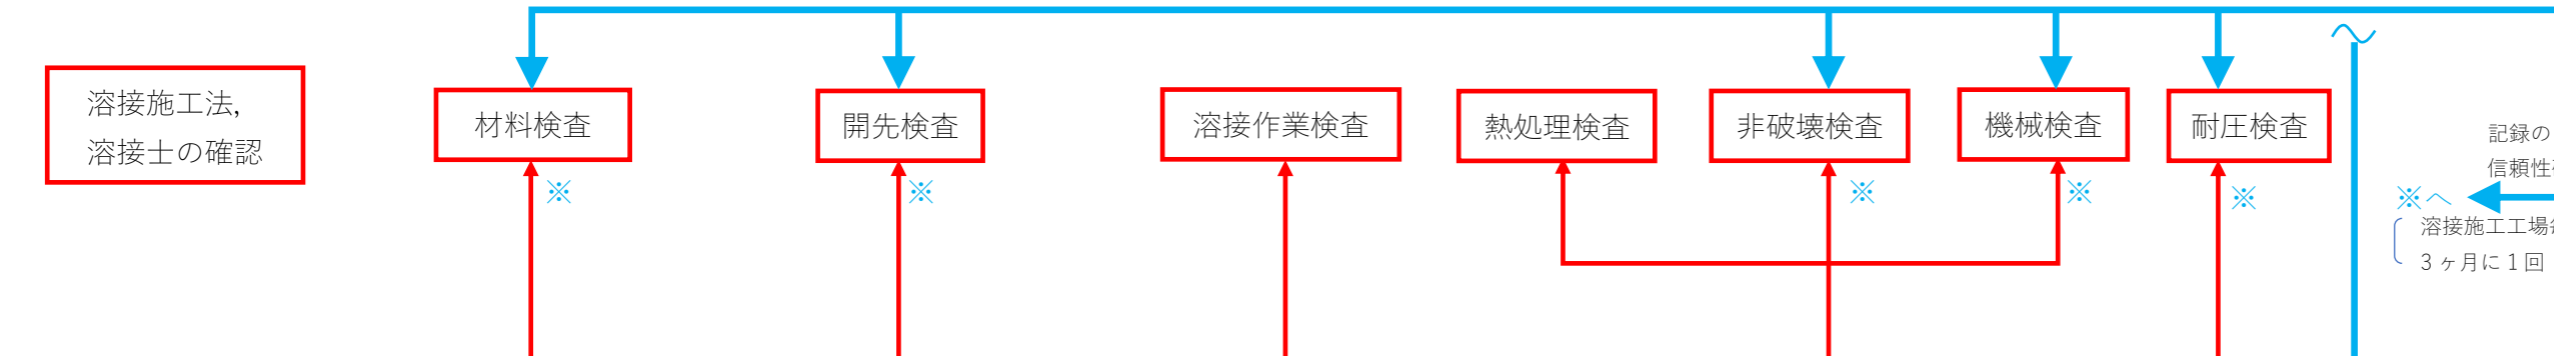 溶接施工法,
溶接士の確認
材料検査
開先検査
溶接作業検査
熱処理検査
非破壊検査
機械検査
耐圧検査
※
※
※
※
※
記録の
信頼性
※へ
溶接施工工場
3ヶ月に1回